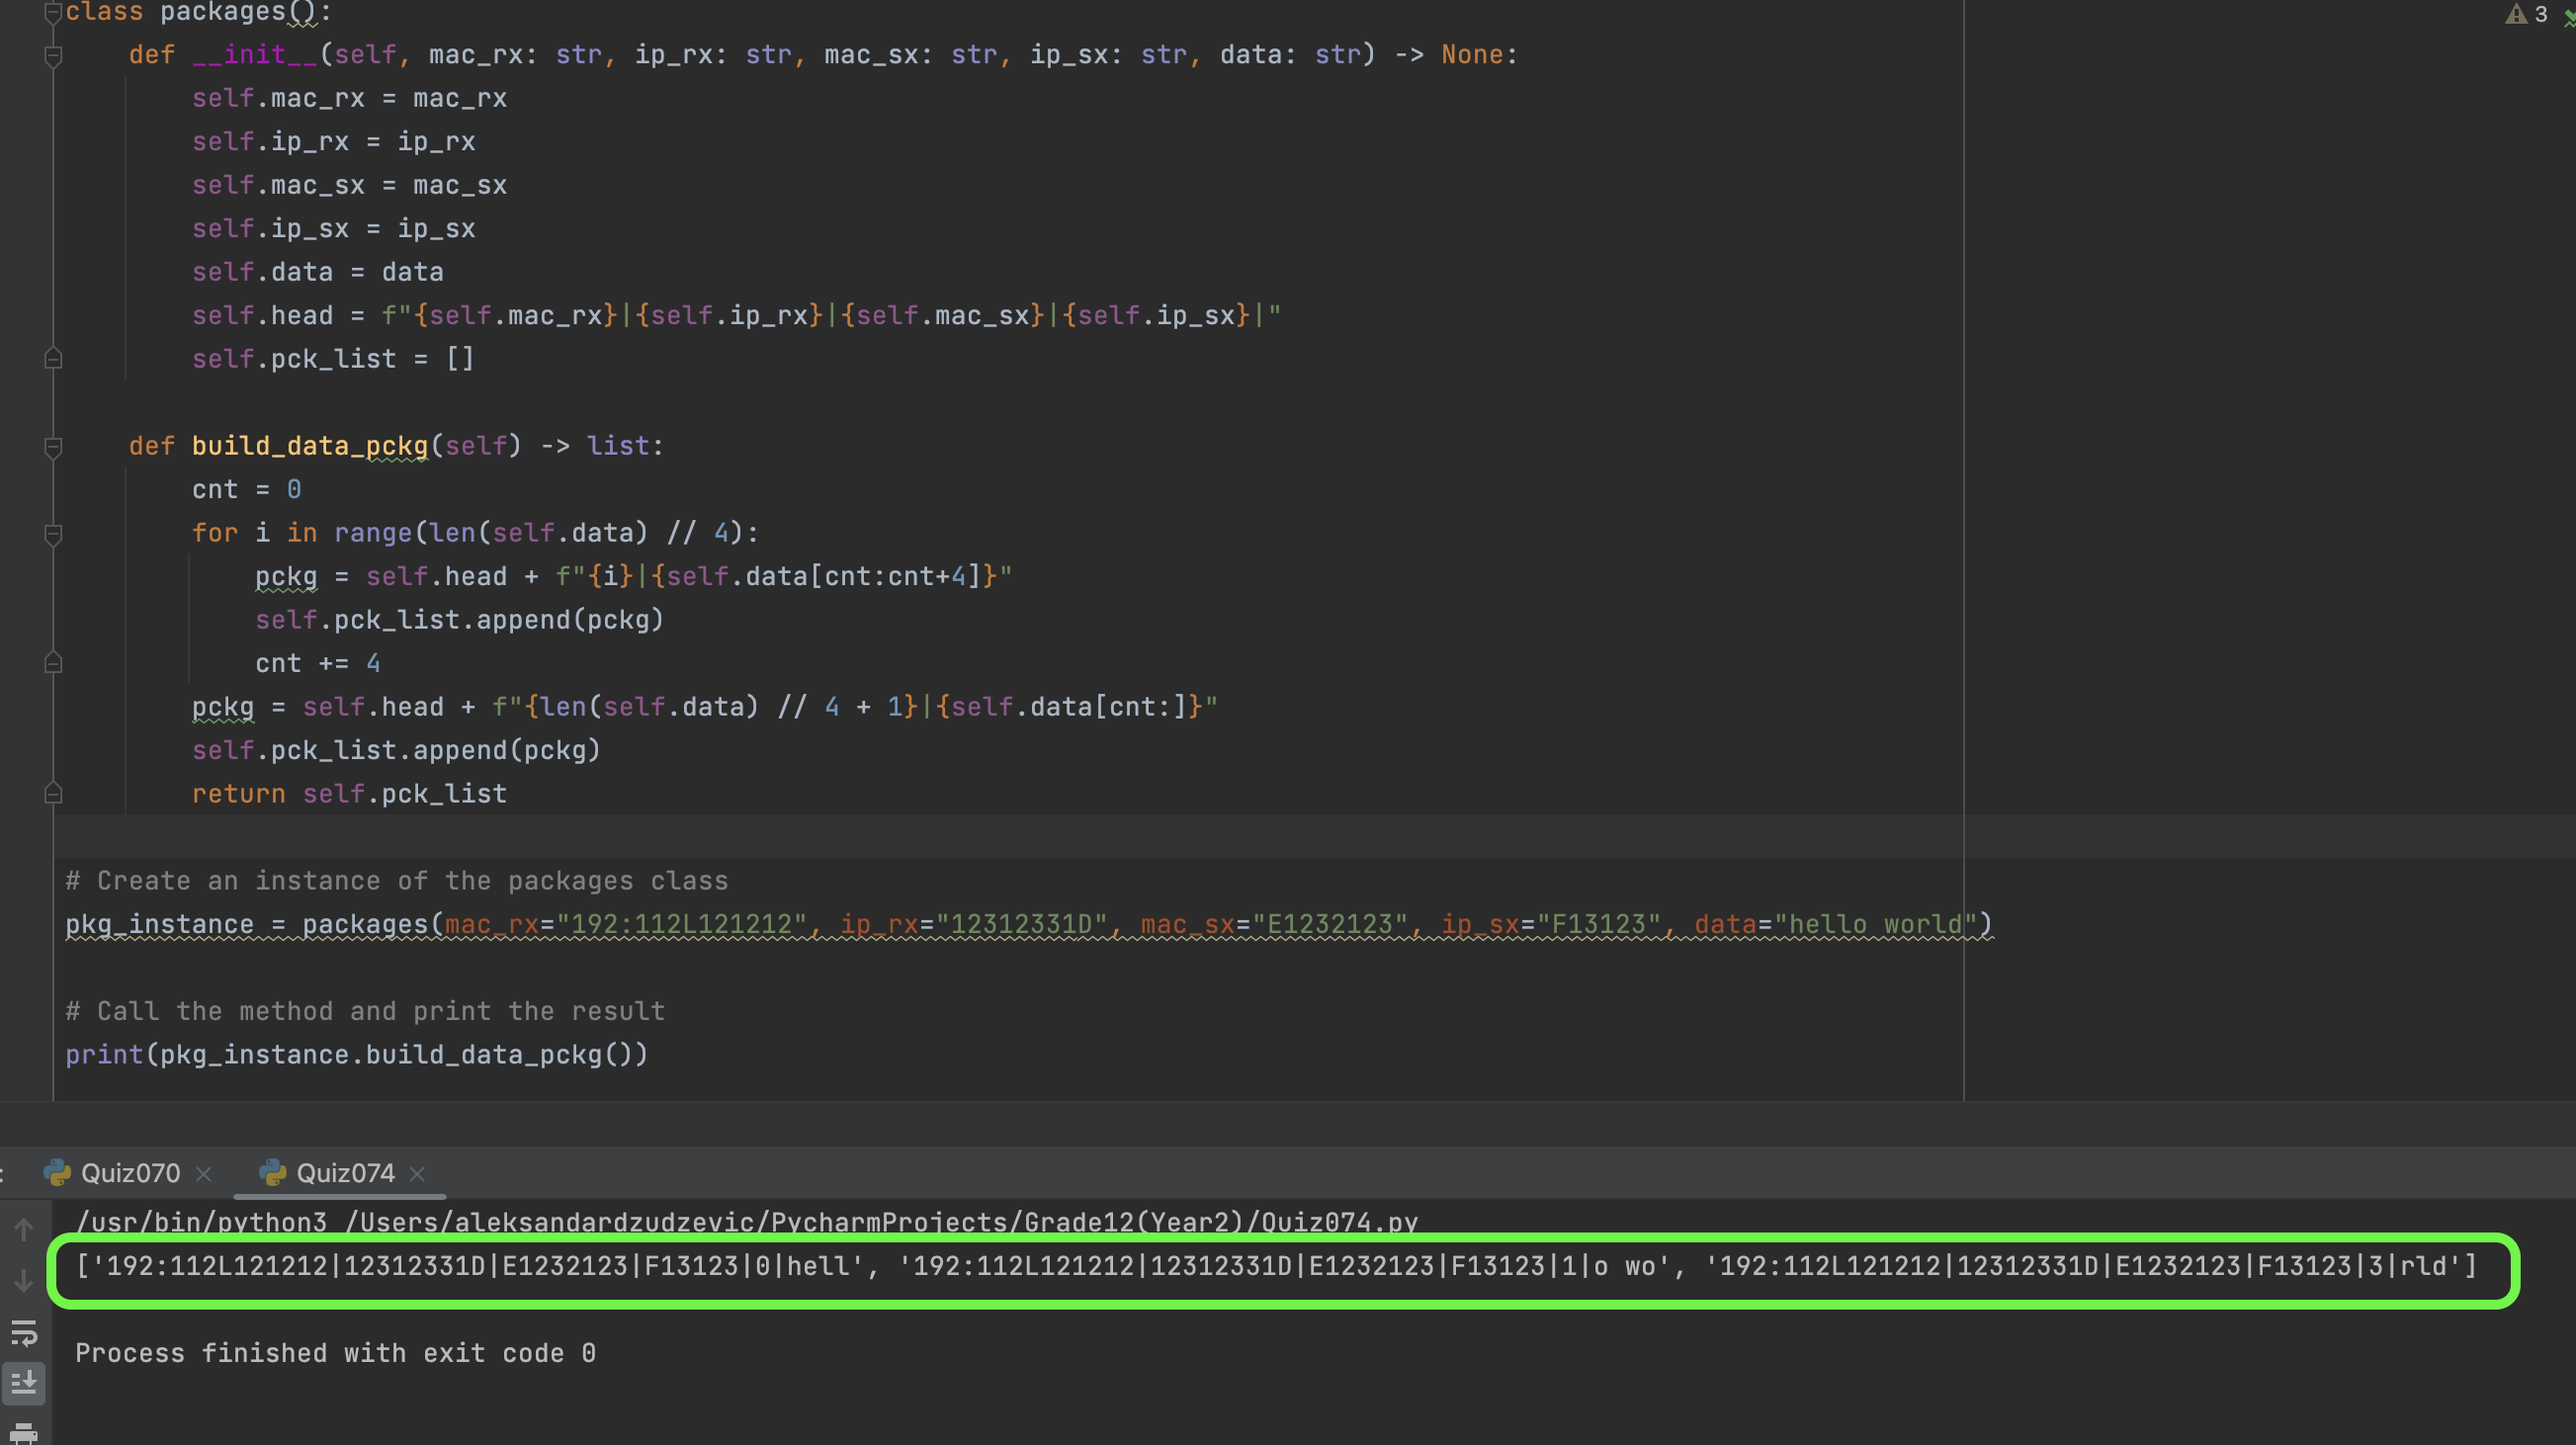 class packages():
    def __init__(self, mac_rx: str, ip_rx: str, mac_sx: str, ip_sx: str, data: str) -> None:
        self.mac_rx = mac_rx
        self.ip_rx = ip_rx
        self.mac_sx = mac_sx
        self.ip_sx = ip_sx
        self.data = data
        self.head = f"{self.mac_rx}|{self.ip_rx}|{self.mac_sx}|{self.ip_sx}|"
        self.pck_list = []
    def build_data_pckg(self) -> list:
        cnt = 0
        for i in range(len(self.data) // 4):
            pckg = self.head + f"{i}|{self.data[cnt:cnt+4]}"
            self.pck_list.append(pckg)
            cnt += 4
        pckg = self.head + f"{len(self.data) // 4 + 1}|{self.data[cnt:]}"
        self.pck_list.append(pckg)
        return self.pck_list
# Create an instance of the packages class
pkg_instance = packages(mac_rx="192:112L121212", ip_rx="12312331D", mac_sx="E1232123", ip_sx="F13123", data="hello world")
# Call the method and print the result
print(pkg_instance.build_data_pckg())
3
: Quiz070 Quiz074
/usr/bin/python3 /Users/aleksandardzudzevic/PycharmProjects/Grade12(Year2)/Quiz074.py
['192:112L121212|12312331D|E1232123|F13123|0|hell', '192:112L121212|12312331D|E1232123|F13123|1|o wo', '192:112L121212|12312331D|E1232123|F13123|3|rld']
Process finished with exit code 0